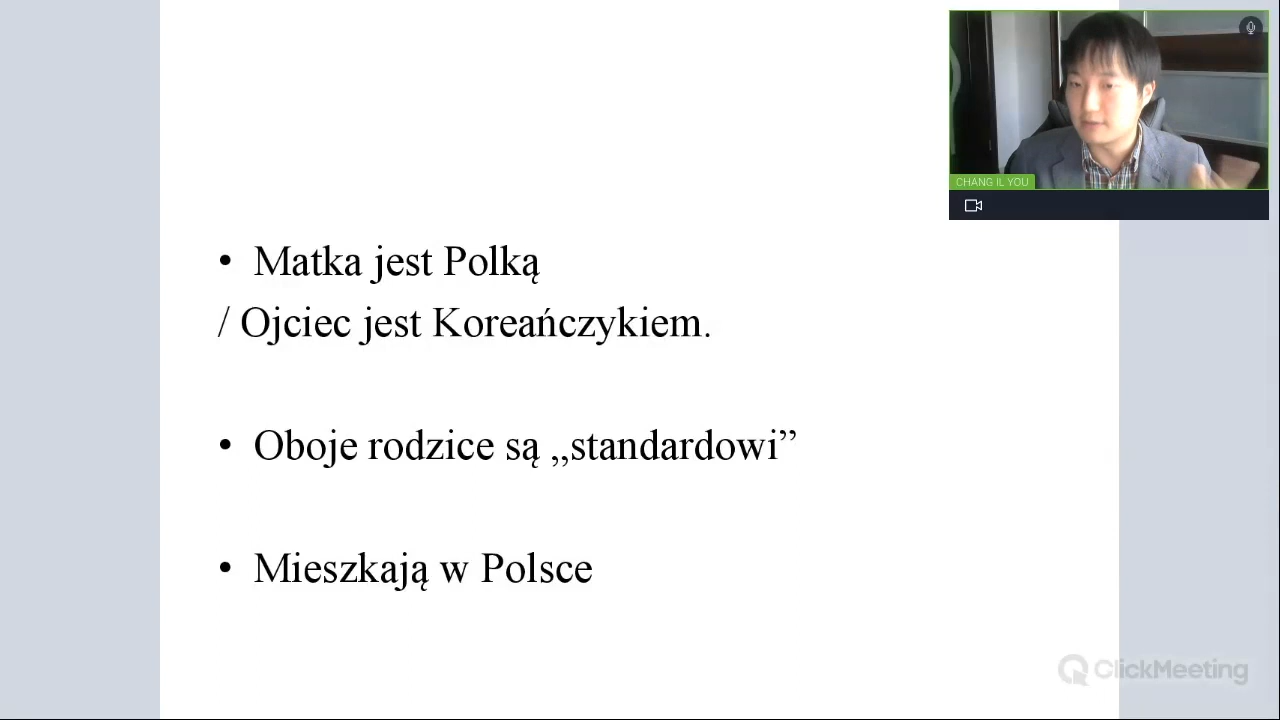 CHANG IL YOU
• Matka jest Polką
/ Ojciec jest Koreańczykiem.
• Oboje rodzice są „standardowi”
• Mieszkają w Polsce
ClickMeeting